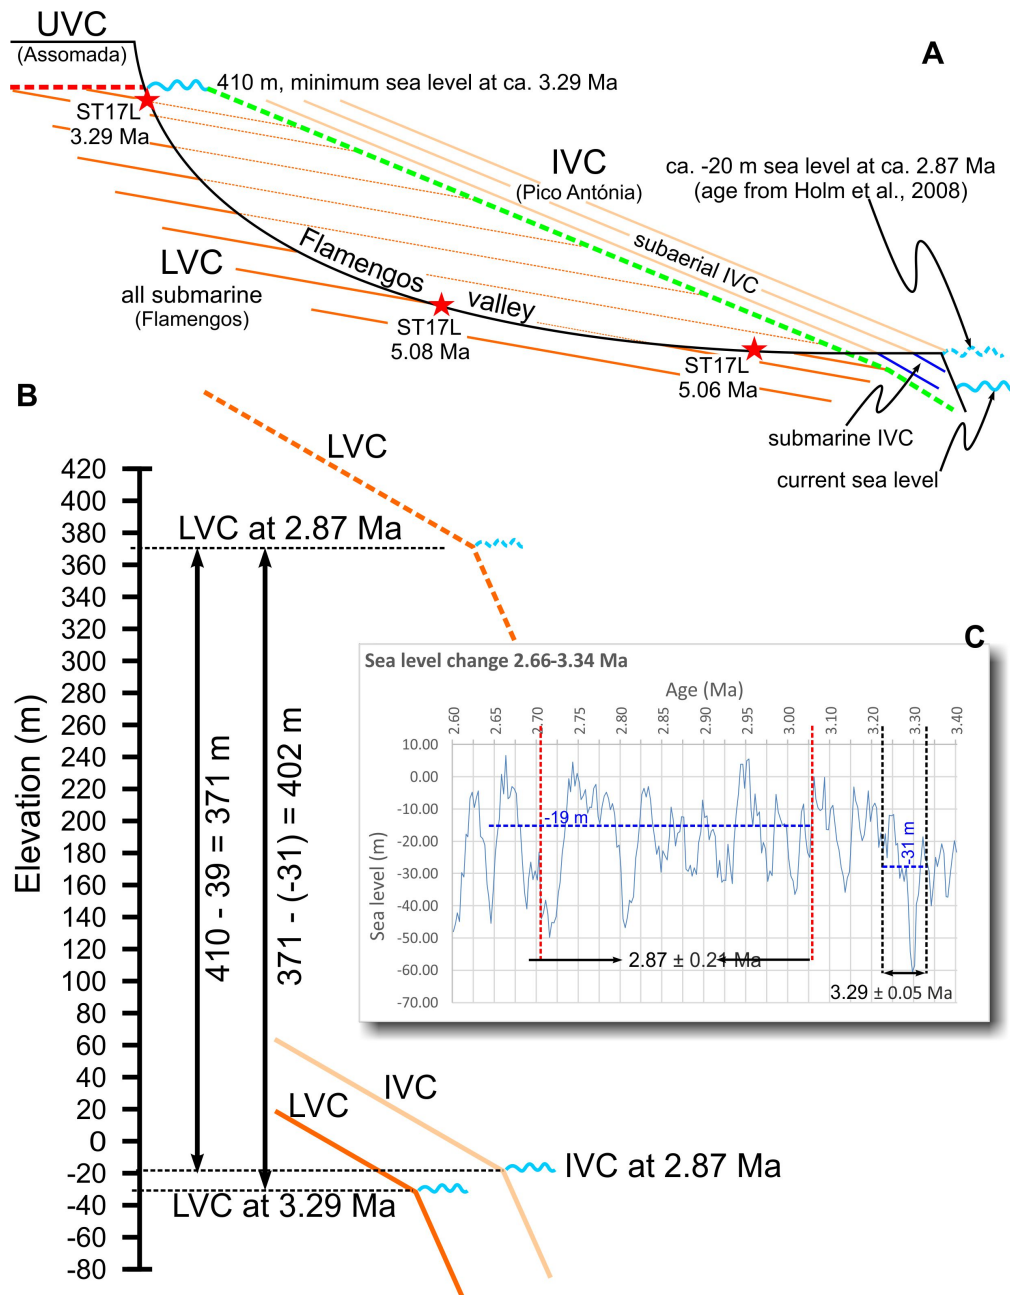 UVC
(Assomada)
A
410 m, minimum sea level at ca. 3.29 Ma
ST17L
3.29 Ma
IVC
(Pico Antónia)
ca. -20 m sea level at ca. 2.87 Ma
(age from Holm et al., 2008)
subaerial IVC
Flamengos
valley
LVC
all submarine
(Flamengos)
ST17L
5.08 Ma
ST17L
5.06 Ma
submarine IVC
current sea level
B
LVC
420
400
380
360
340
320
300
280
260
240
220
200
180
160
140
120
100
80
60
40
20
0
-20
-40
-60
-80
Elevation (m)
LVC at 2.87 Ma
410 - 39 = 371 m
371 - (-31) = 402 m
IVC
LVC
IVC at 2.87 Ma
LVC at 3.29 Ma
C
Sea level change 2.66-3.34 Ma
Age (Ma)
2.60 2.65 2.70 2.75 2.80 2.85 2.90 2.95 3.00 3.10 3.20 3.30 3.40
10.00
0.00
-10.00
-20.00
-30.00
-40.00
-50.00
-60.00
-70.00
Sea level (m)
-19 m
-31 m
2.87 ± 0.21 Ma
3.29 ± 0.05 Ma